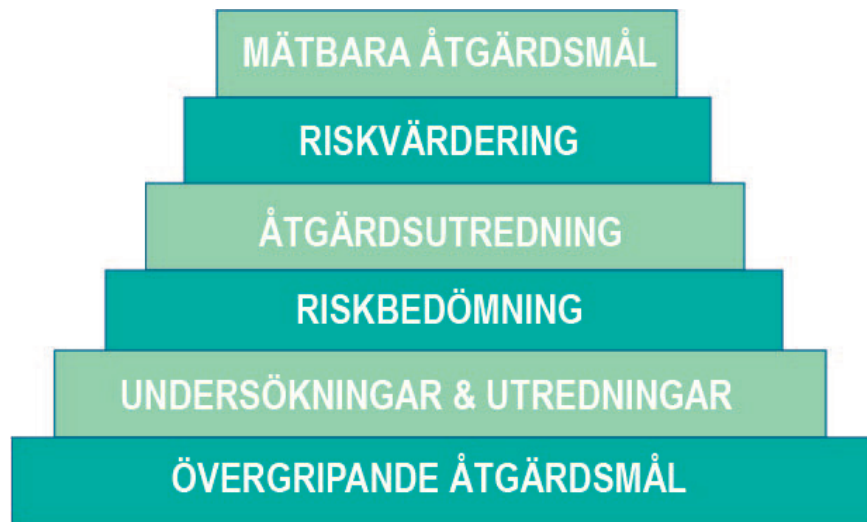 MÄTBARA ÅTGÄRDSMÅL
RISKVÄRDERING
ÅTGÄRDSUTREDNING
RISKBEDÖMNING
UNDERSÖKNINGAR & UTREDNINGAR
ÖVERGRIPANDE ÅTGÄRDSMÅL